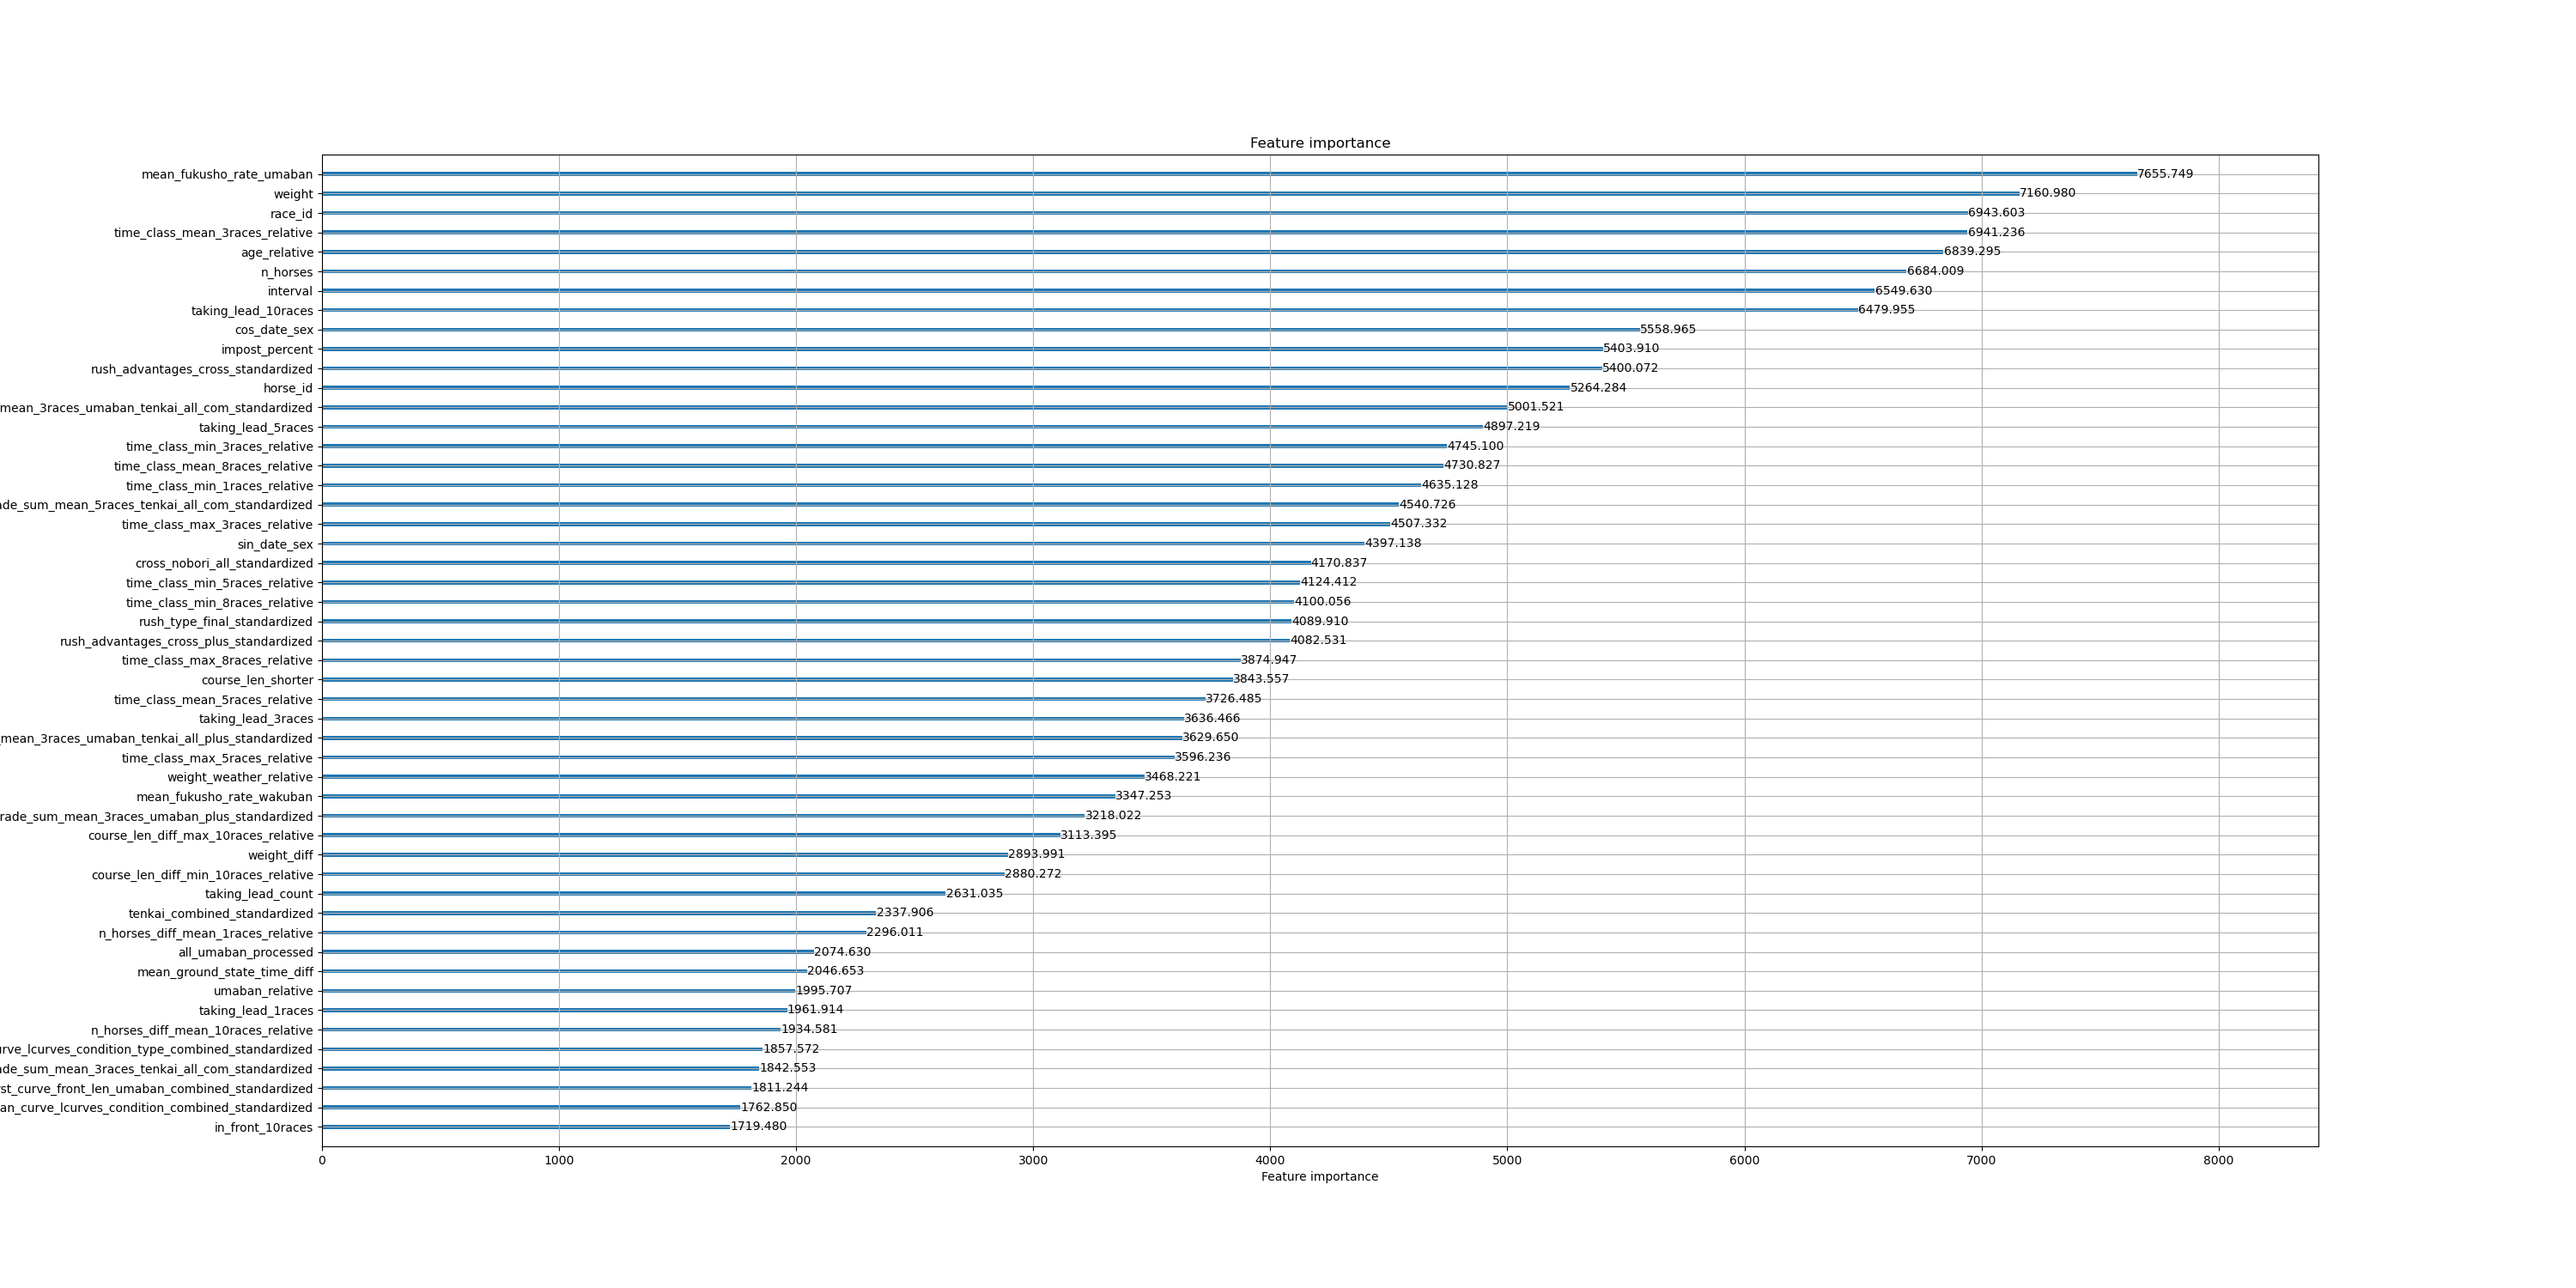 Feature importance
mean_fukusho_rate_umaban 7655.749
weight 7160.980
race_id 6943.603
time_class_mean_3races_relative 6941.236
age_relative 6839.295
n_horses 6684.009
interval 6549.630
taking_lead_10races 6479.955
cos_date_sex 5558.965
impost_percent 5403.910
rush_advantages_cross_standardized 5400.072
horse_id 5264.284
mean_3races_umaban_tenkai_all_com_standardized 5001.521
taking_lead_5races 4897.219
time_class_min_3races_relative 4745.100
time_class_mean_8races_relative 4730.827
time_class_min_1races_relative 4635.128
ade_sum_mean_5races_tenkai_all_com_standardized 4540.726
time_class_max_3races_relative 4507.332
sin_date_sex 4397.138
cross_nobori_all_standardized 4170.837
time_class_min_5races_relative 4124.412
time_class_min_8races_relative 4100.056
rush_type_final_standardized 4089.910
rush_advantages_cross_plus_standardized 4082.531
time_class_max_8races_relative 3874.947
course_len_shorter 3843.557
time_class_mean_5races_relative 3726.485
taking_lead_3races 3636.466
_mean_3races_umaban_tenkai_all_plus_standardized 3629.650
time_class_max_5races_relative 3596.236
weight_weather_relative 3468.221
mean_fukusho_rate_wakuban 3347.253
rade_sum_mean_3races_umaban_plus_standardized 3218.022
course_len_diff_max_10races_relative 3113.395
weight_diff 2893.991
course_len_diff_min_10races_relative 2880.272
taking_lead_count 2631.035
tenkai_combined_standardized 2337.906
n_horses_diff_mean_1races_relative 2296.011
all_umaban_processed 2074.630
mean_ground_state_time_diff 2046.653
umaban_relative 1995.707
taking_lead_1races 1961.914
n_horses_diff_mean_10races_relative 1934.581
urve_lcurves_condition_type_combined_standardized 1857.572
ade_sum_mean_3races_tenkai_all_com_standardized 1842.553
st_curve_front_len_umaban_combined_standardized 1811.244
an_curve_lcurves_condition_combined_standardized 1762.850
in_front_10races 1719.480
0 1000 2000 3000 4000 5000 6000 7000 8000
Feature importance